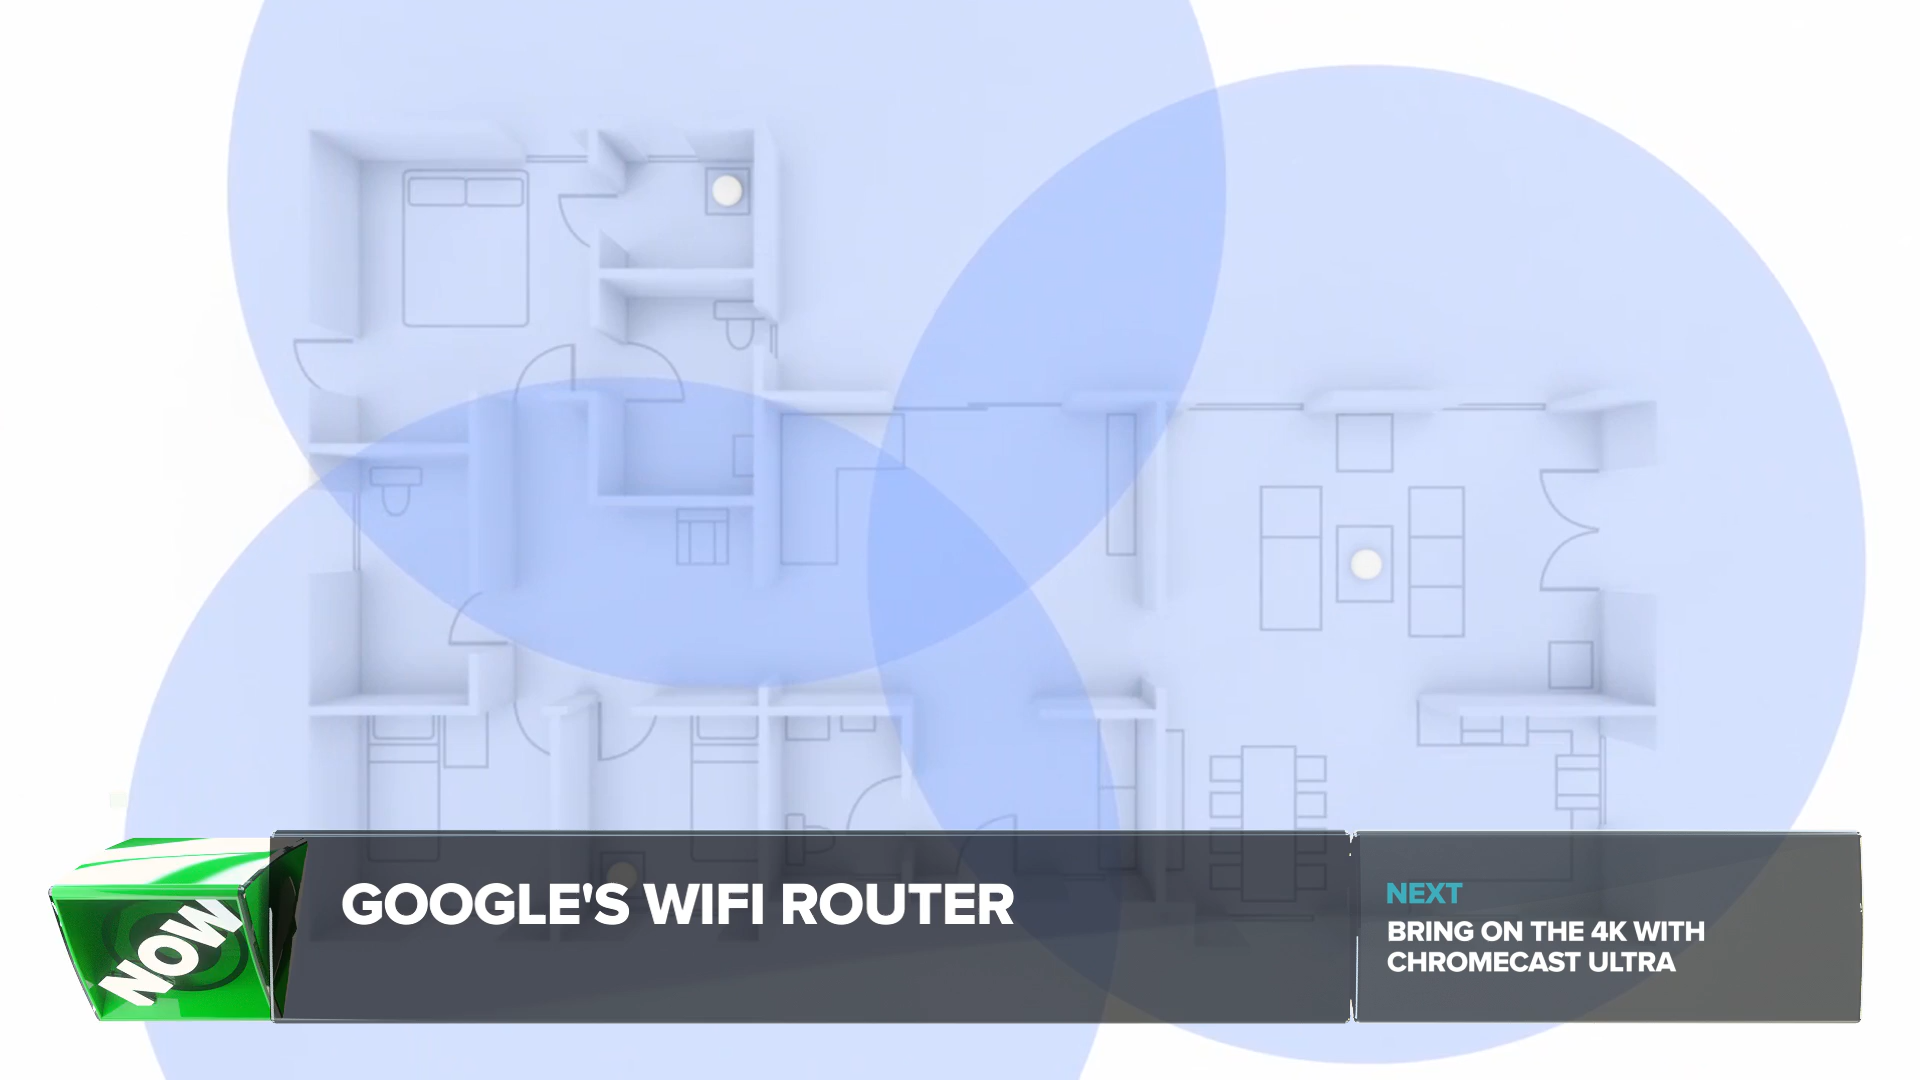 NOW
GOOGLE'S WIFI ROUTER
NEXT
BRING ON THE 4K WITH
CHROMECAST ULTRA